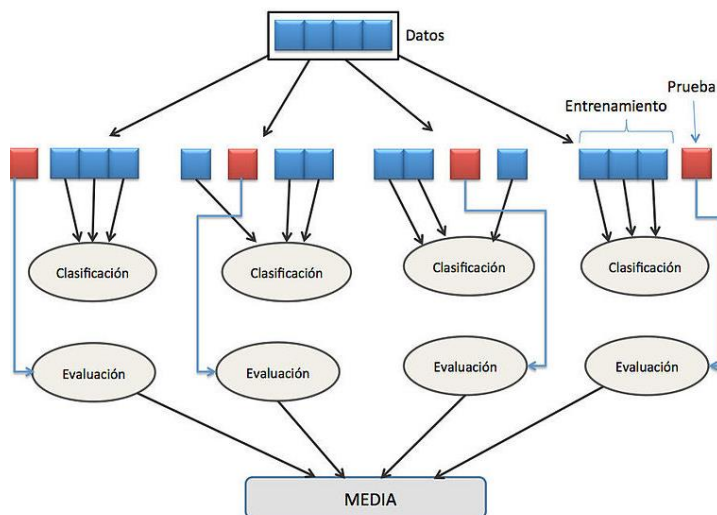 Datos
Prueba
Entrenamiento
Clasificación
Clasificación
Clasificación
Clasificación
Evaluación
Evaluación
Evaluación
Evaluación
MEDIA